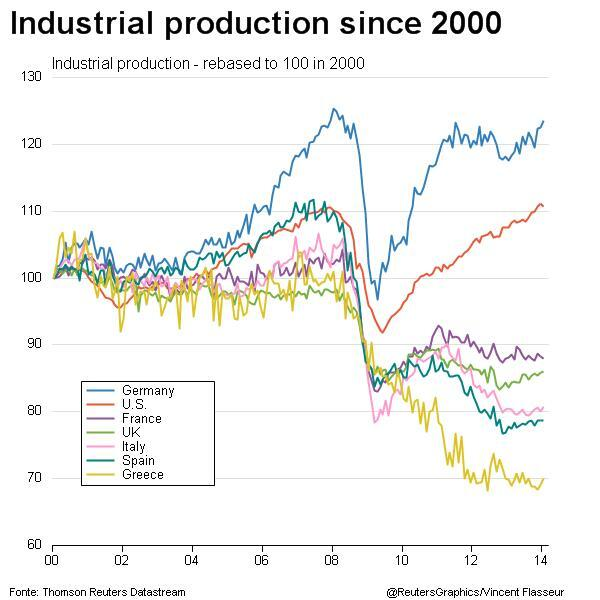 Industrial production since 2000
Industrial production - rebased to 100 in 2000
130
120
110
100
90
80
70
60
Germany
U.S.
France
UK
Italy
Spain
Greece
00 02 04 06 08 10 12 14
Fonte: Thomson Reuters Datastream @ReutersGraphics/Vincent Flasseur